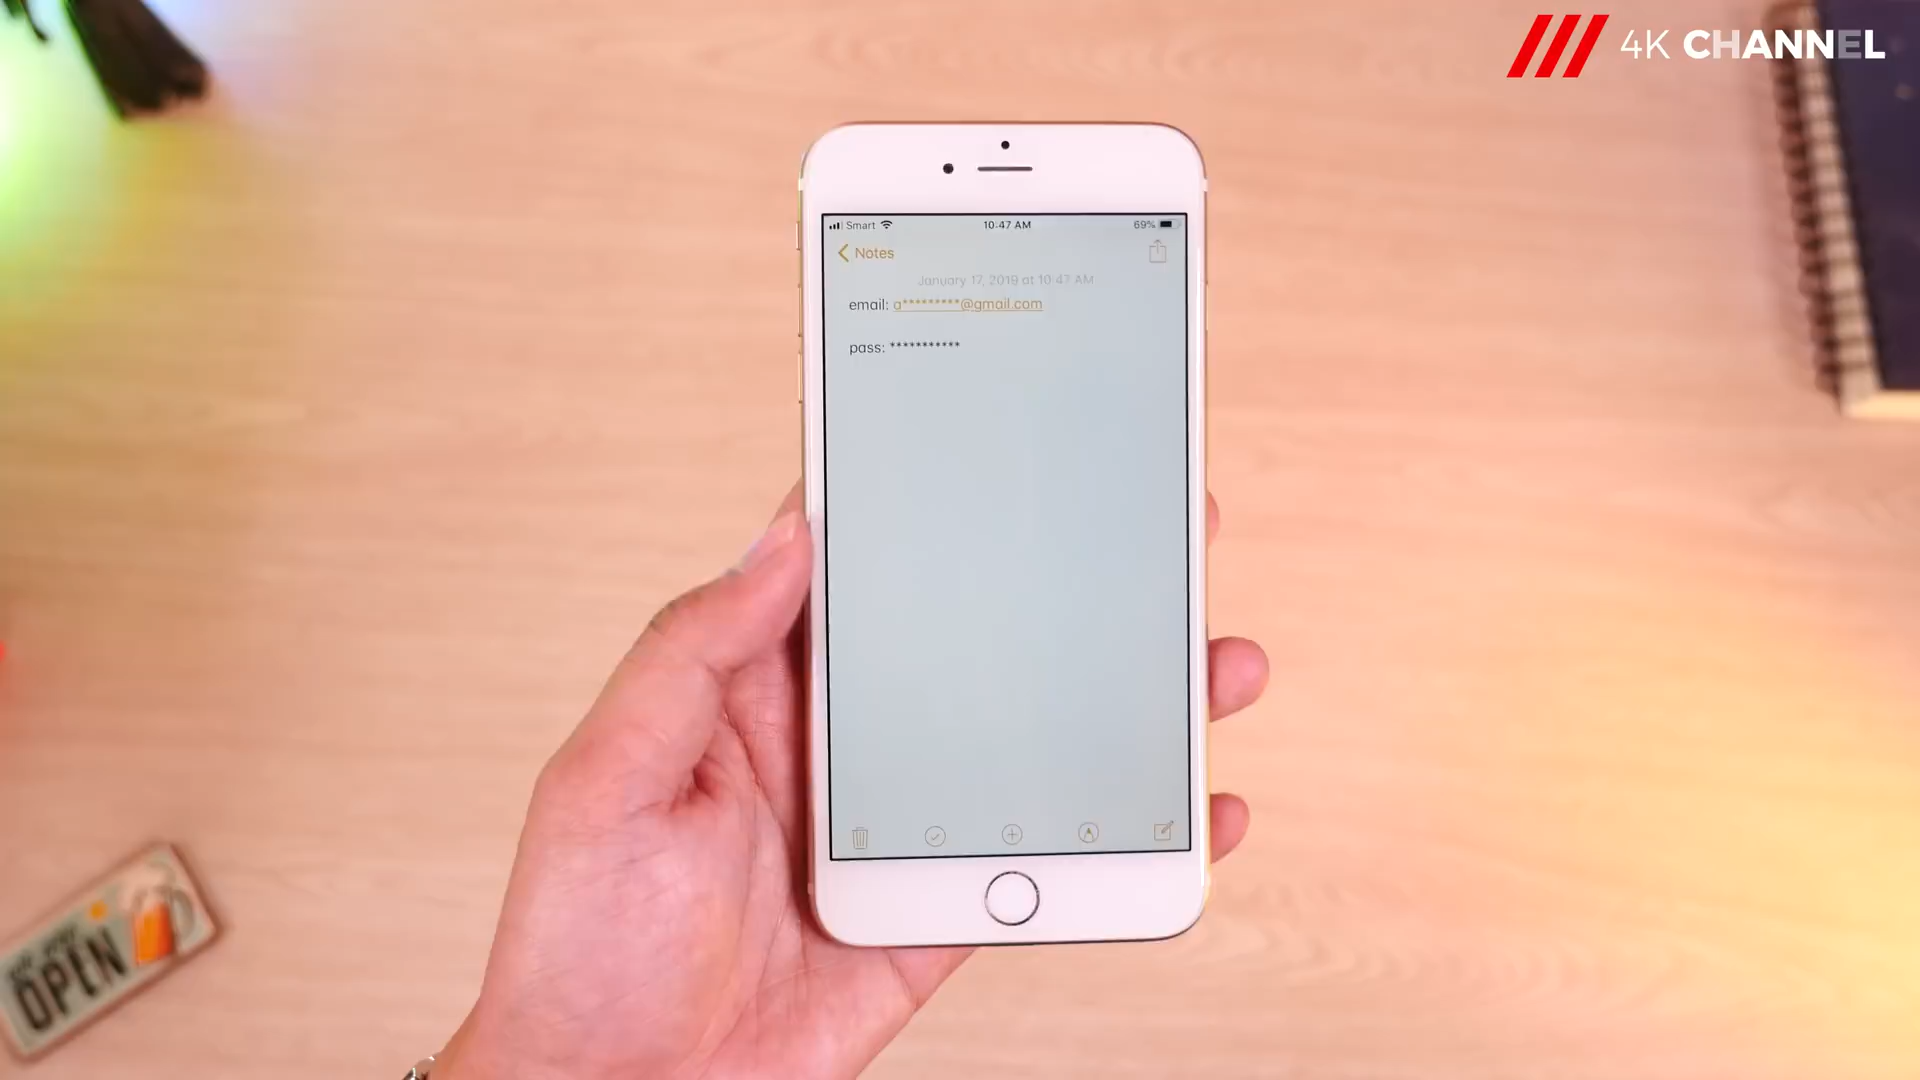 4K CHANNEL
Smart 10:47 AM 69%
Notes
January 17, 2019 at 10:47 AM
email: a*********@gmail.com
pass: ***********
OPEN